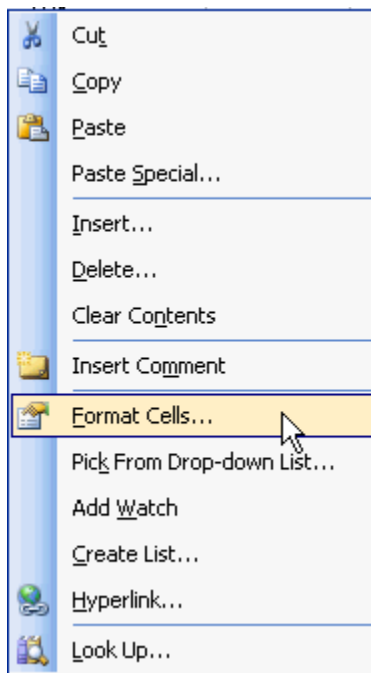 Cut
Copy
Paste
Paste Special...
Insert...
Delete...
Clear Contents
Insert Comment
Format Cells...
Pick From Drop-down List...
Add Watch
Create List...
Hyperlink...
Look Up...